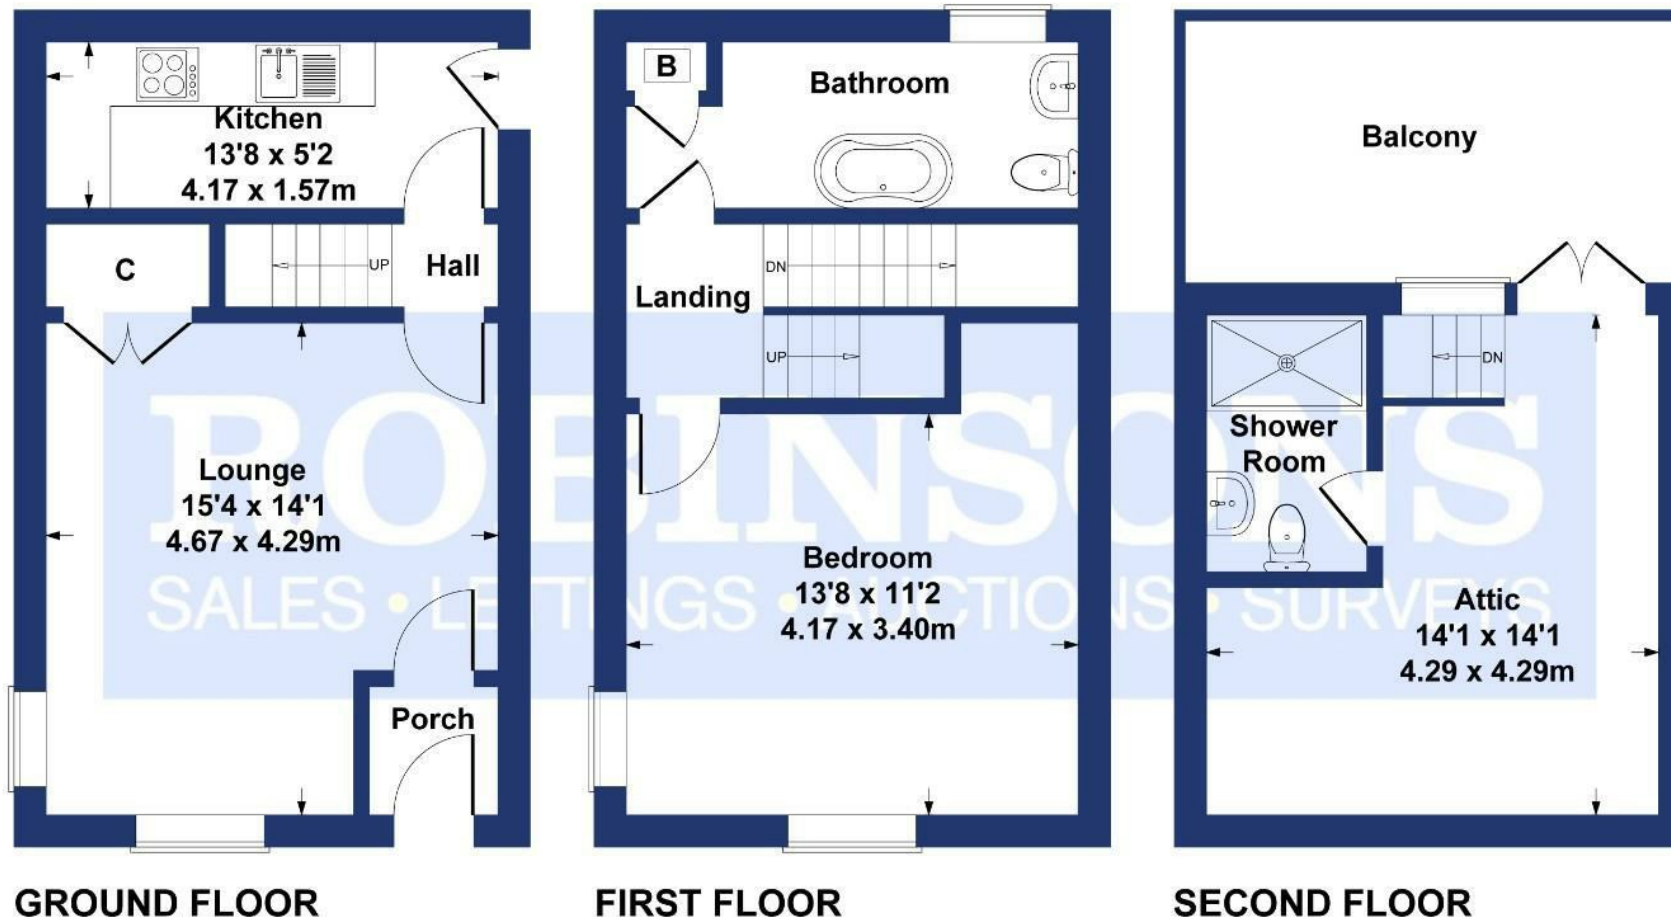 Kitchen
13'8 x 5'2
4.17 x 1.57m
C
UP
Hall
Lounge
15'4 x 14'1
4.67 x 4.29m
Porch
GROUND FLOOR
B
Bathroom
DN
Landing
UP
Bedroom
13'8 x 11'2
4.17 x 3.40m
FIRST FLOOR
Balcony
DN
Shower
Room
Attic
14'1 x 14'1
4.29 x 4.29m
SECOND FLOOR
ROBINSONS
SALES • LETTINGS • AUCTIONS • SURVEYS